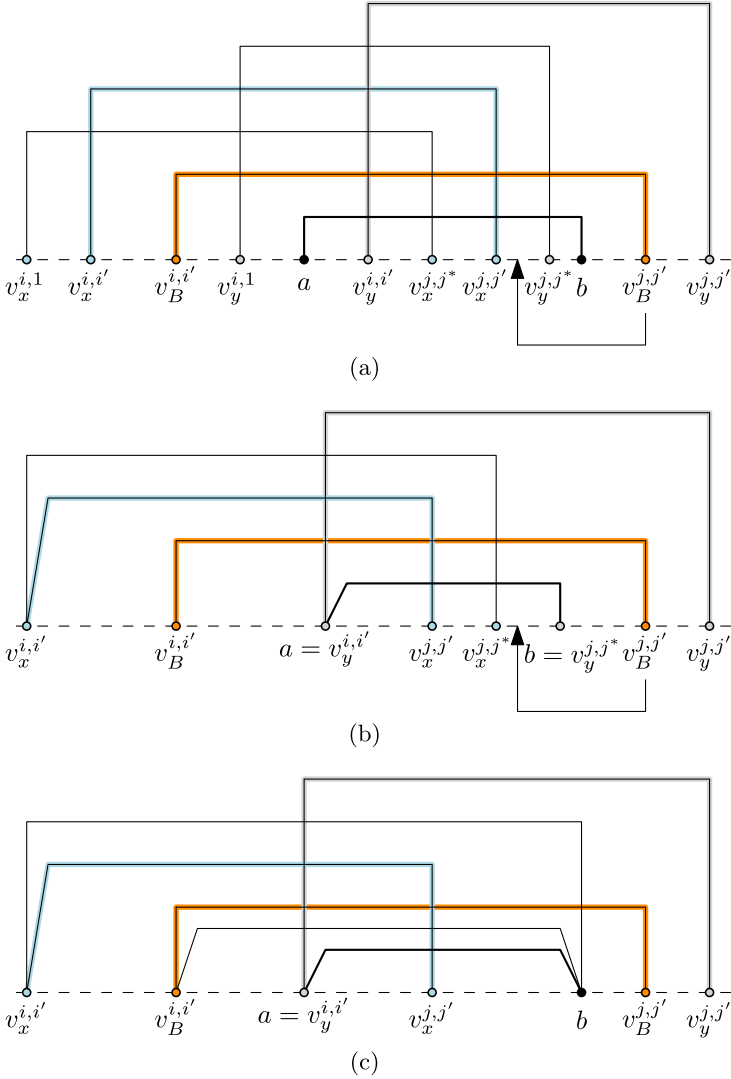 v_x^{i,1} v_x^{i,i'} v_B^{i,i'} v_y^{i,1} a v_y^{i,i'} v_x^{j,j*} v_x^{j,j'} v_y^{j,j*} b v_B^{j,j'} v_y^{j,j'}
(a)
v_x^{i,i'} v_B^{i,i'} a = v_y^{i,i'} v_x^{j,j'} v_x^{j,j*} b = v_y^{j,j*} v_B^{j,j'} v_y^{j,j'}
(b)
v_x^{i,i'} v_B^{i,i'} a = v_y^{i,i'} v_x^{j,j'} b v_B^{j,j'} v_y^{j,j'}
(c)